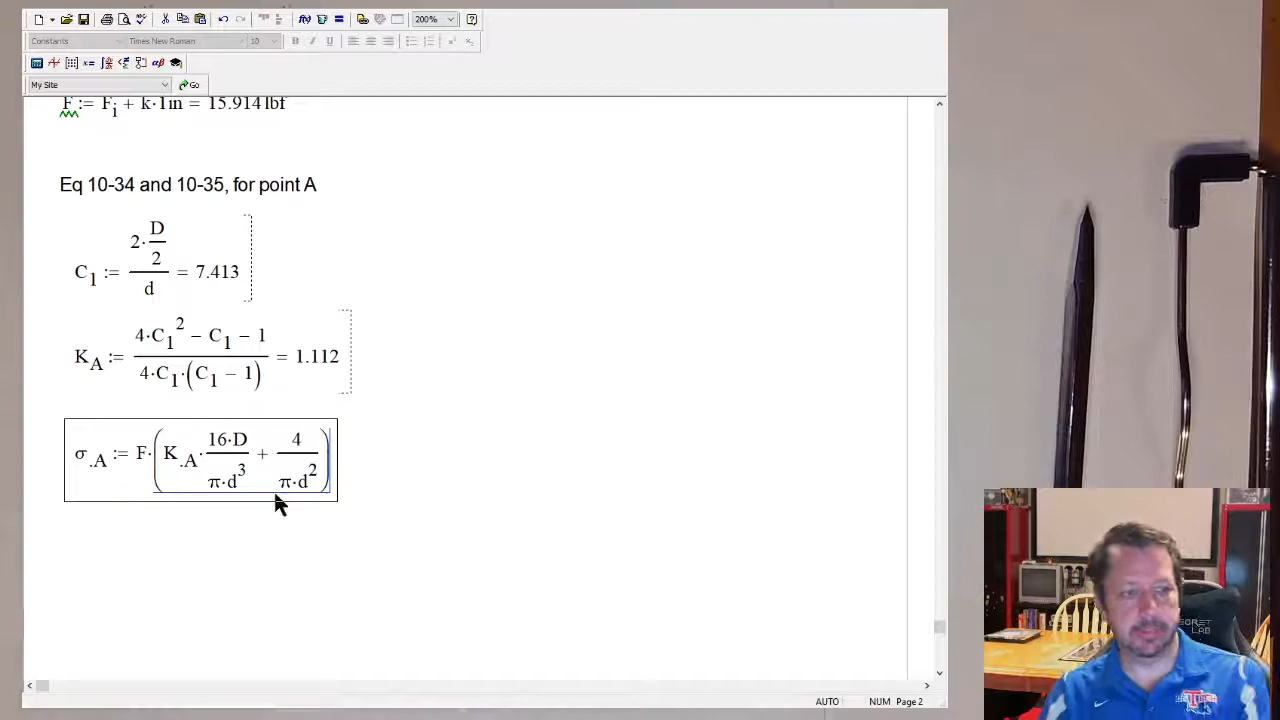 200%
Constants Times New Roman 10
B I U
My Site Go
F := F_i + k·1in = 15.914 lbf
Eq 10-34 and 10-35, for point A
C_1 := (2·D/2)/d = 7.413
K_A := (4·C_1^2 − C_1 − 1)/(4·C_1·(C_1 − 1)) = 1.112
σ_.A := F·(K_.A·16·D/(π·d^3) + 4/(π·d^2))
AUTO NUM Page 2